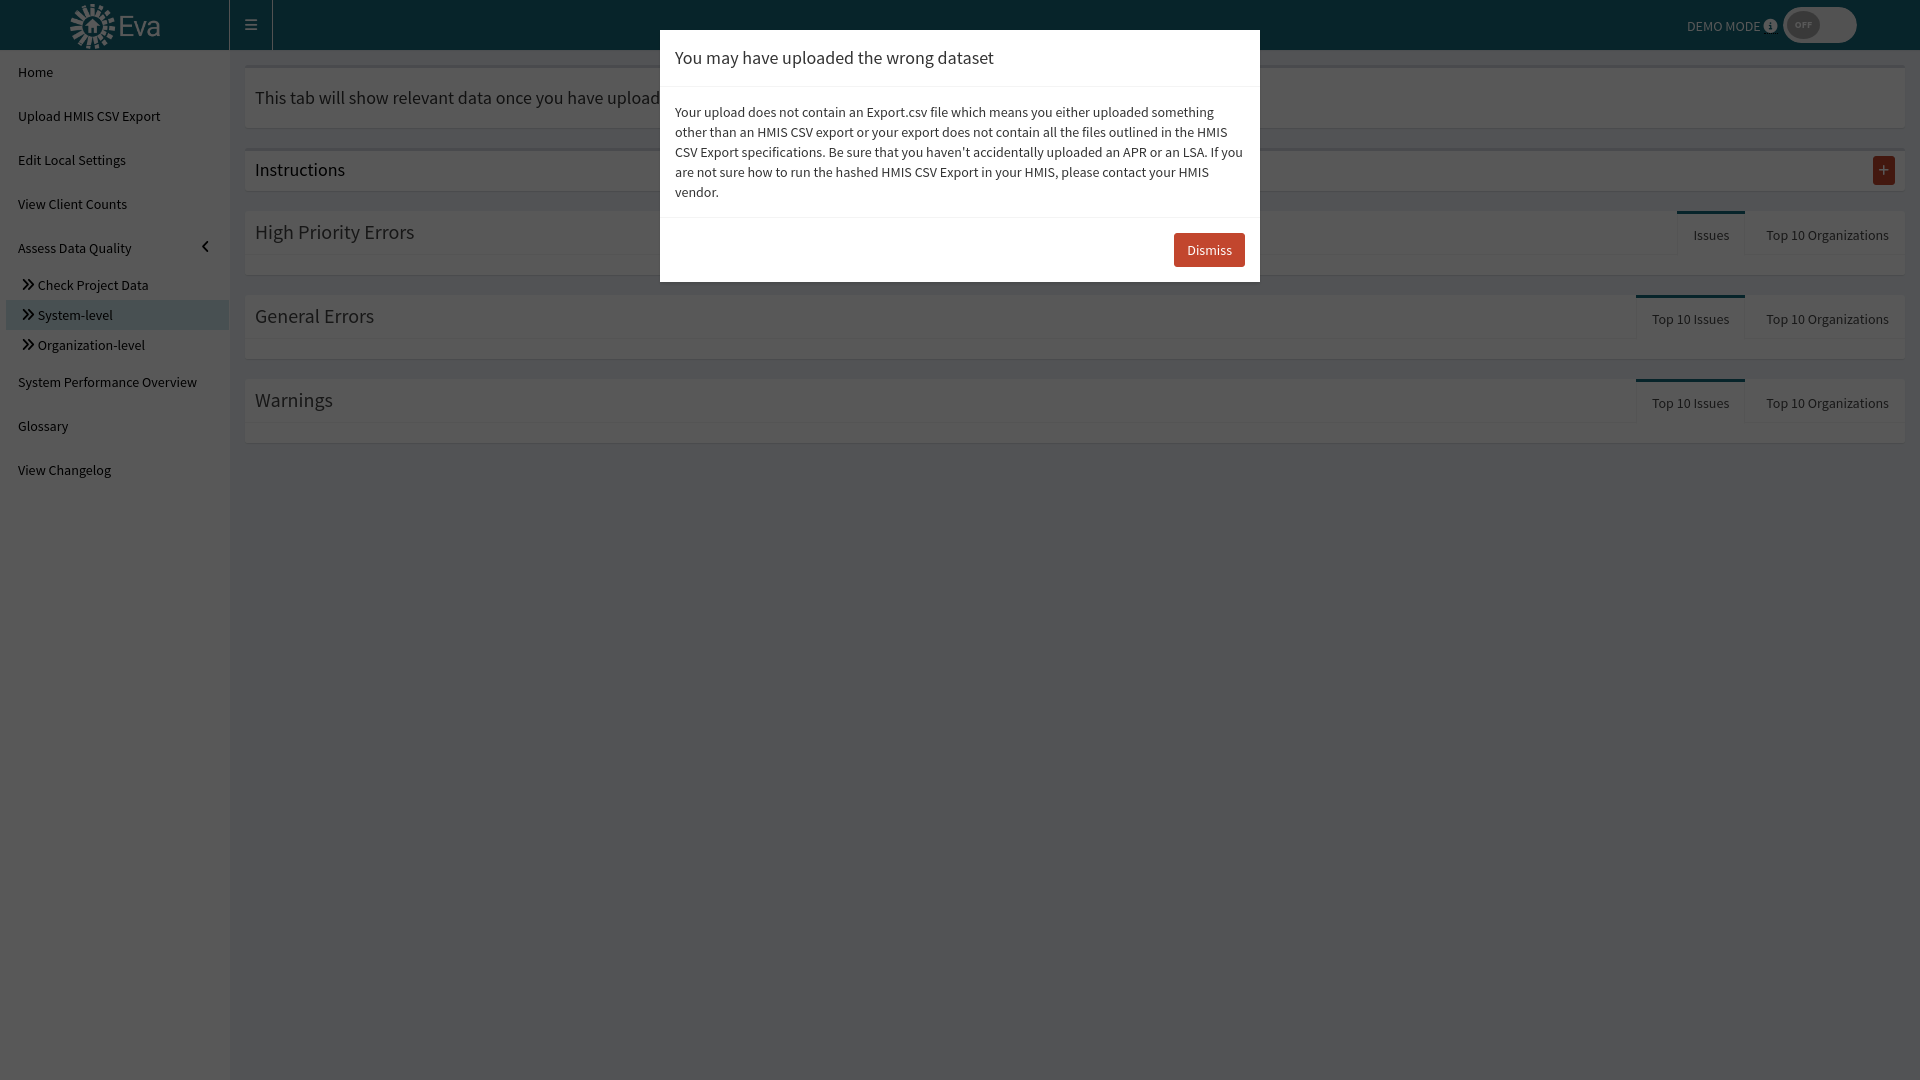 Eva
DEMO MODE
OFF
Home
Upload HMIS CSV Export
Edit Local Settings
View Client Counts
Assess Data Quality
Check Project Data
System-level
Organization-level
System Performance Overview
Glossary
View Changelog
This tab will show relevant data once you have upload
Instructions
+
High Priority Errors
Issues
Top 10 Organizations
General Errors
Top 10 Issues
Top 10 Organizations
Warnings
Top 10 Issues
Top 10 Organizations
You may have uploaded the wrong dataset
Your upload does not contain an Export.csv file which means you either uploaded something
other than an HMIS CSV export or your export does not contain all the files outlined in the HMIS
CSV Export specifications. Be sure that you haven't accidentally uploaded an APR or an LSA. If you
are not sure how to run the hashed HMIS CSV Export in your HMIS, please contact your HMIS
vendor.
Dismiss